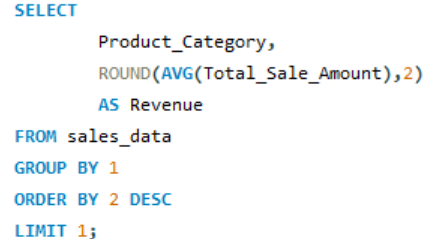 SELECT
Product_Category,
ROUND(AVG(Total_Sale_Amount),2)
AS Revenue
FROM sales_data
GROUP BY 1
ORDER BY 2 DESC
LIMIT 1;